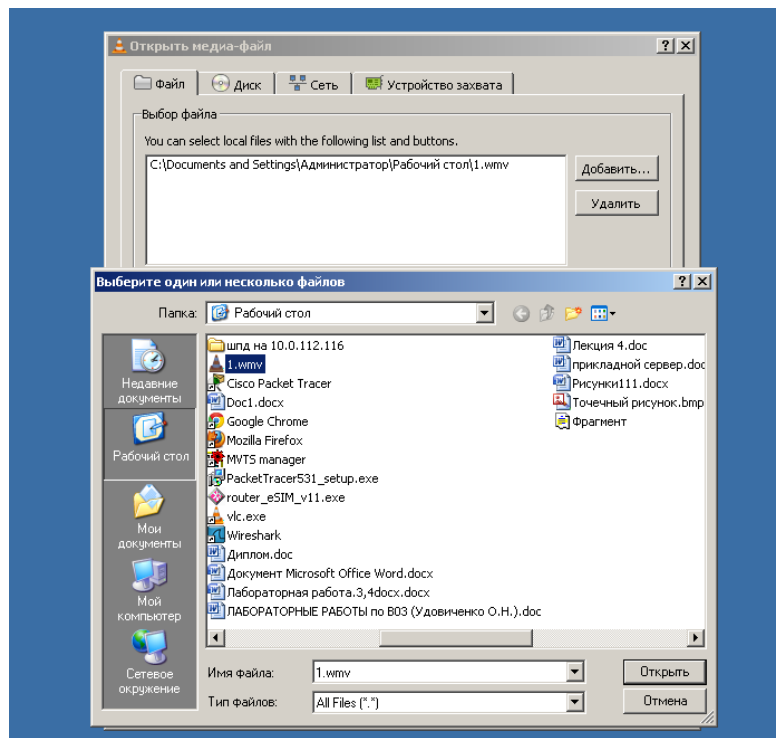 Открыть медиа-файл
Файл
Диск
Сеть
Устройство захвата
Выбор файла
You can select local files with the following list and buttons.
C:\Documents and Settings\Администратор\Рабочий стол\1.wmv
Добавить...
Удалить
Выберите один или несколько файлов
Папка:
Рабочий стол
Недавние документы
Рабочий стол
Мои документы
Мой компьютер
Сетевое окружение
шпд на 10.0.112.116
1.wmv
Cisco Packet Tracer
Doc1.docx
Google Chrome
Mozilla Firefox
MVTS manager
PacketTracer531_setup.exe
router_eSIM_v11.exe
vlc.exe
Wireshark
Диплом.doc
Документ Microsoft Office Word.docx
Лабораторная работа.3,4docx.docx
ЛАБОРАТОРНЫЕ РАБОТЫ по В03 (Удовиченко О.Н.).doc
Лекция 4.doc
прикладной сервер.doc
Рисунки111.docx
Точечный рисунок.bmp
Фрагмент
Имя файла:
1.wmv
Открыть
Тип файлов:
All Files (*.*)
Отмена